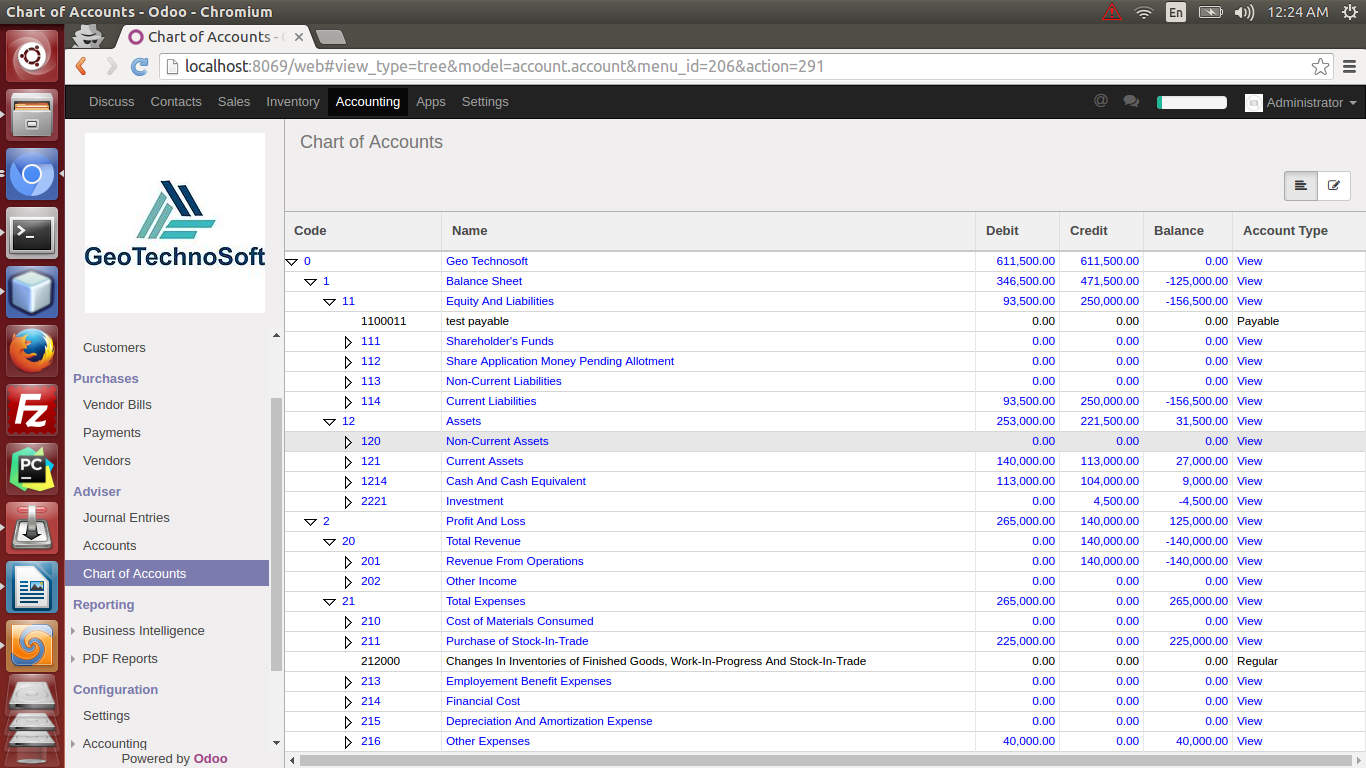 Chart of Accounts - Odoo - Chromium
En
12:24 AM
Chart of Accounts -
localhost:8069/web#view_type=tree&model=account.account&menu_id=206&action=291
Discuss Contacts Sales Inventory Accounting Apps Settings
@
Administrator
GeoTechnoSoft
Customers
Purchases
Vendor Bills
Payments
Vendors
Adviser
Journal Entries
Accounts
Chart of Accounts
Reporting
Business Intelligence
PDF Reports
Configuration
Settings
Accounting
Powered by Odoo
Fz
PC
Chart of Accounts
Code Name Debit Credit Balance Account Type
0 Geo Technosoft 611,500.00 611,500.00 0.00 View
1 Balance Sheet 346,500.00 471,500.00 -125,000.00 View
11 Equity And Liabilities 93,500.00 250,000.00 -156,500.00 View
1100011 test payable 0.00 0.00 0.00 Payable
111 Shareholder's Funds 0.00 0.00 0.00 View
112 Share Application Money Pending Allotment 0.00 0.00 0.00 View
113 Non-Current Liabilities 0.00 0.00 0.00 View
114 Current Liabilities 93,500.00 250,000.00 -156,500.00 View
12 Assets 253,000.00 221,500.00 31,500.00 View
120 Non-Current Assets 0.00 0.00 0.00 View
121 Current Assets 140,000.00 113,000.00 27,000.00 View
1214 Cash And Cash Equivalent 113,000.00 104,000.00 9,000.00 View
2221 Investment 0.00 4,500.00 -4,500.00 View
2 Profit And Loss 265,000.00 140,000.00 125,000.00 View
20 Total Revenue 0.00 140,000.00 -140,000.00 View
201 Revenue From Operations 0.00 140,000.00 -140,000.00 View
202 Other Income 0.00 0.00 0.00 View
21 Total Expenses 265,000.00 0.00 265,000.00 View
210 Cost of Materials Consumed 0.00 0.00 0.00 View
211 Purchase of Stock-In-Trade 225,000.00 0.00 225,000.00 View
212000 Changes In Inventories of Finished Goods, Work-In-Progress And Stock-In-Trade 0.00 0.00 0.00 Regular
213 Employement Benefit Expenses 0.00 0.00 0.00 View
214 Financial Cost 0.00 0.00 0.00 View
215 Depreciation And Amortization Expense 0.00 0.00 0.00 View
216 Other Expenses 40,000.00 0.00 40,000.00 View